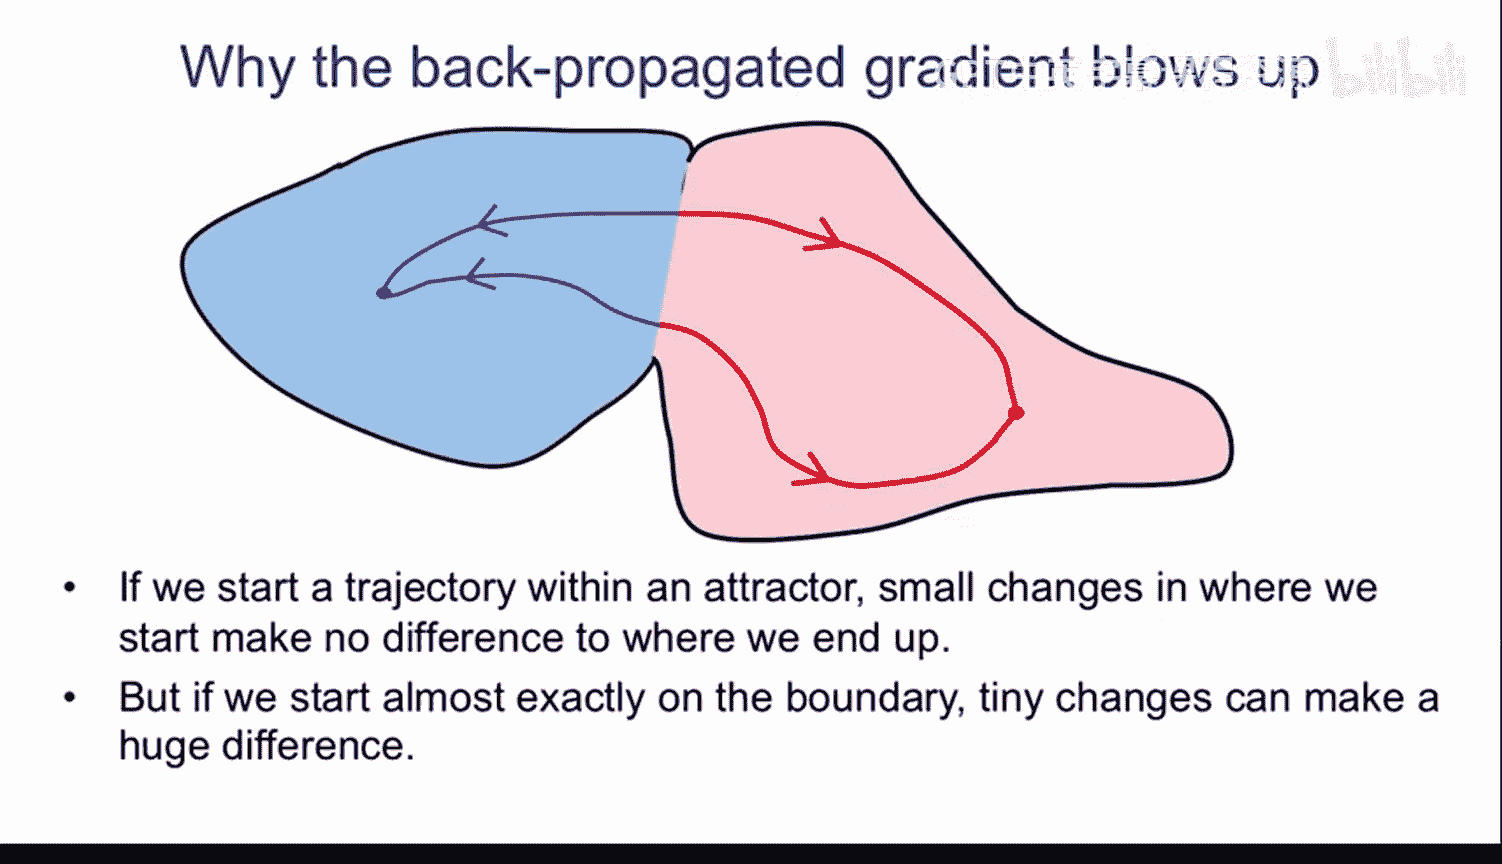 Why the back-propagated gradient blows up
bilibili
• If we start a trajectory within an attractor, small changes in where we
start make no difference to where we end up.
• But if we start almost exactly on the boundary, tiny changes can make a
huge difference.